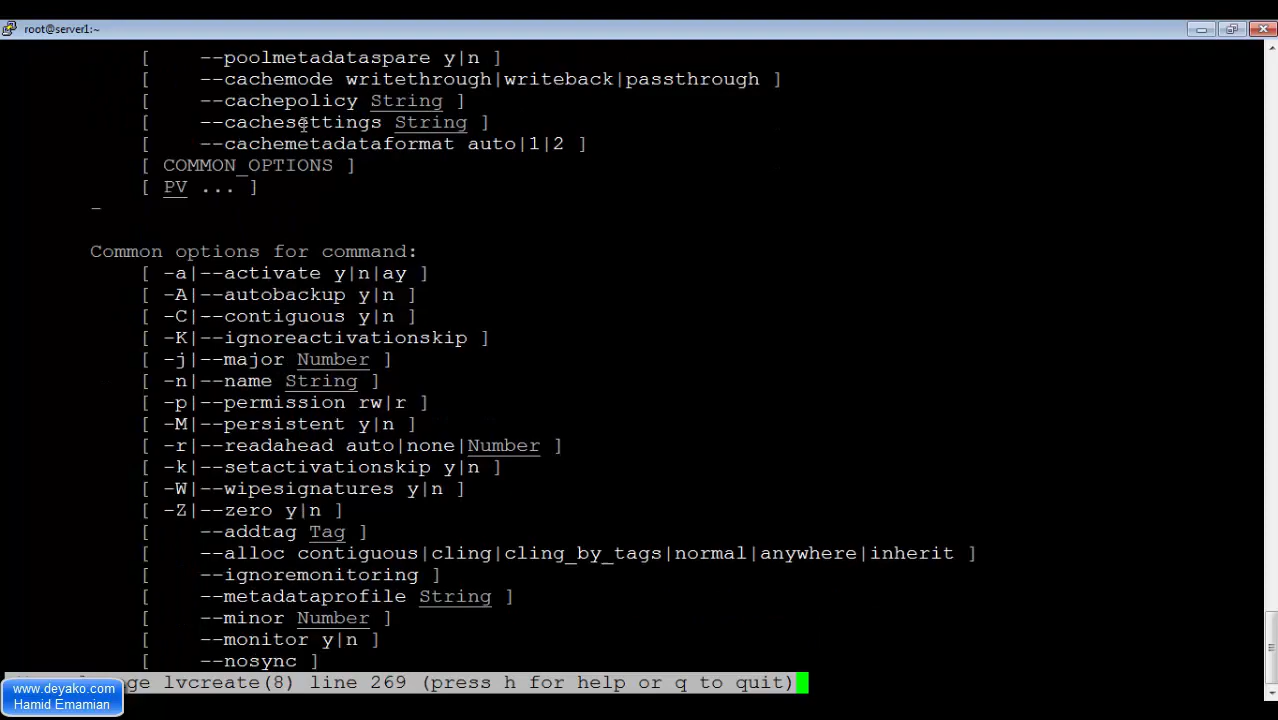 root@server1:~
[ --poolmetadataspare y|n ]
[ --cachemode writethrough|writeback|passthrough ]
[ --cachepolicy String ]
[ --cachesettings String ]
[ --cachemetadataformat auto|1|2 ]
[ COMMON_OPTIONS ]
[ PV ... ]
Common options for command:
[ -a|--activate y|n|ay ]
[ -A|--autobackup y|n ]
[ -C|--contiguous y|n ]
[ -K|--ignoreactivationskip ]
[ -j|--major Number ]
[ -n|--name String ]
[ -p|--permission rw|r ]
[ -M|--persistent y|n ]
[ -r|--readahead auto|none|Number ]
[ -k|--setactivationskip y|n ]
[ -W|--wipesignatures y|n ]
[ -Z|--zero y|n ]
[ --addtag Tag ]
[ --alloc contiguous|cling|cling_by_tags|normal|anywhere|inherit ]
[ --ignoremonitoring ]
[ --metadataprofile String ]
[ --minor Number ]
[ --monitor y|n ]
[ --nosync ]
ge lvcreate(8) line 269 (press h for help or q to quit)
www.deyako.com
Hamid Emamian